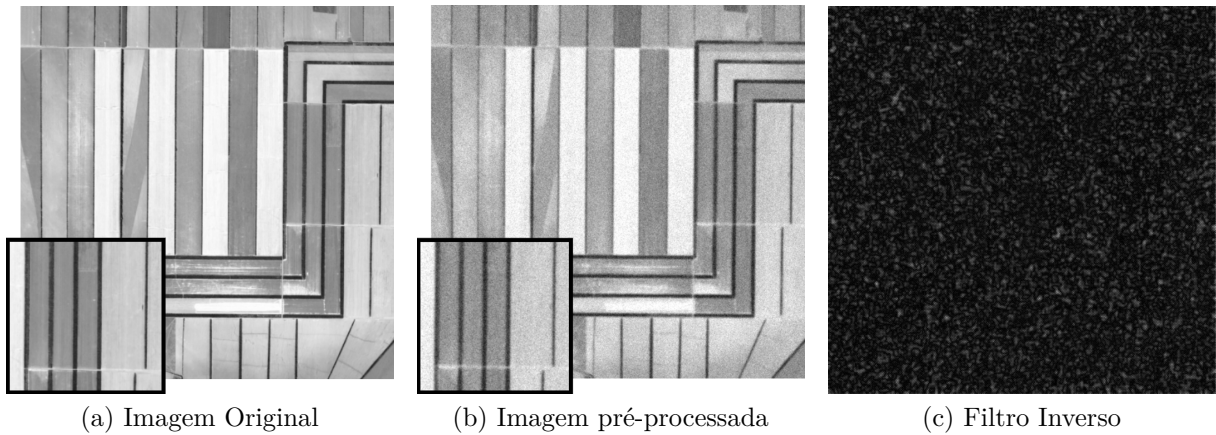 (a) Imagem Original
(b) Imagem pré-processada
(c) Filtro Inverso